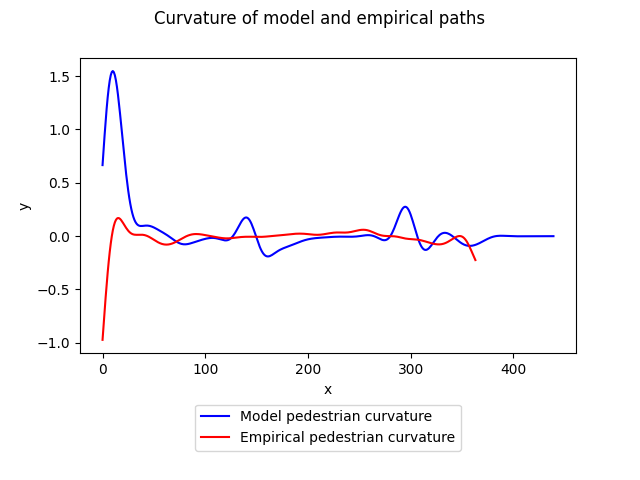 Curvature of model and empirical paths
1.5
1.0
0.5
0.0
−0.5
−1.0
y
0 100 200 300 400
x
Model pedestrian curvature
Empirical pedestrian curvature